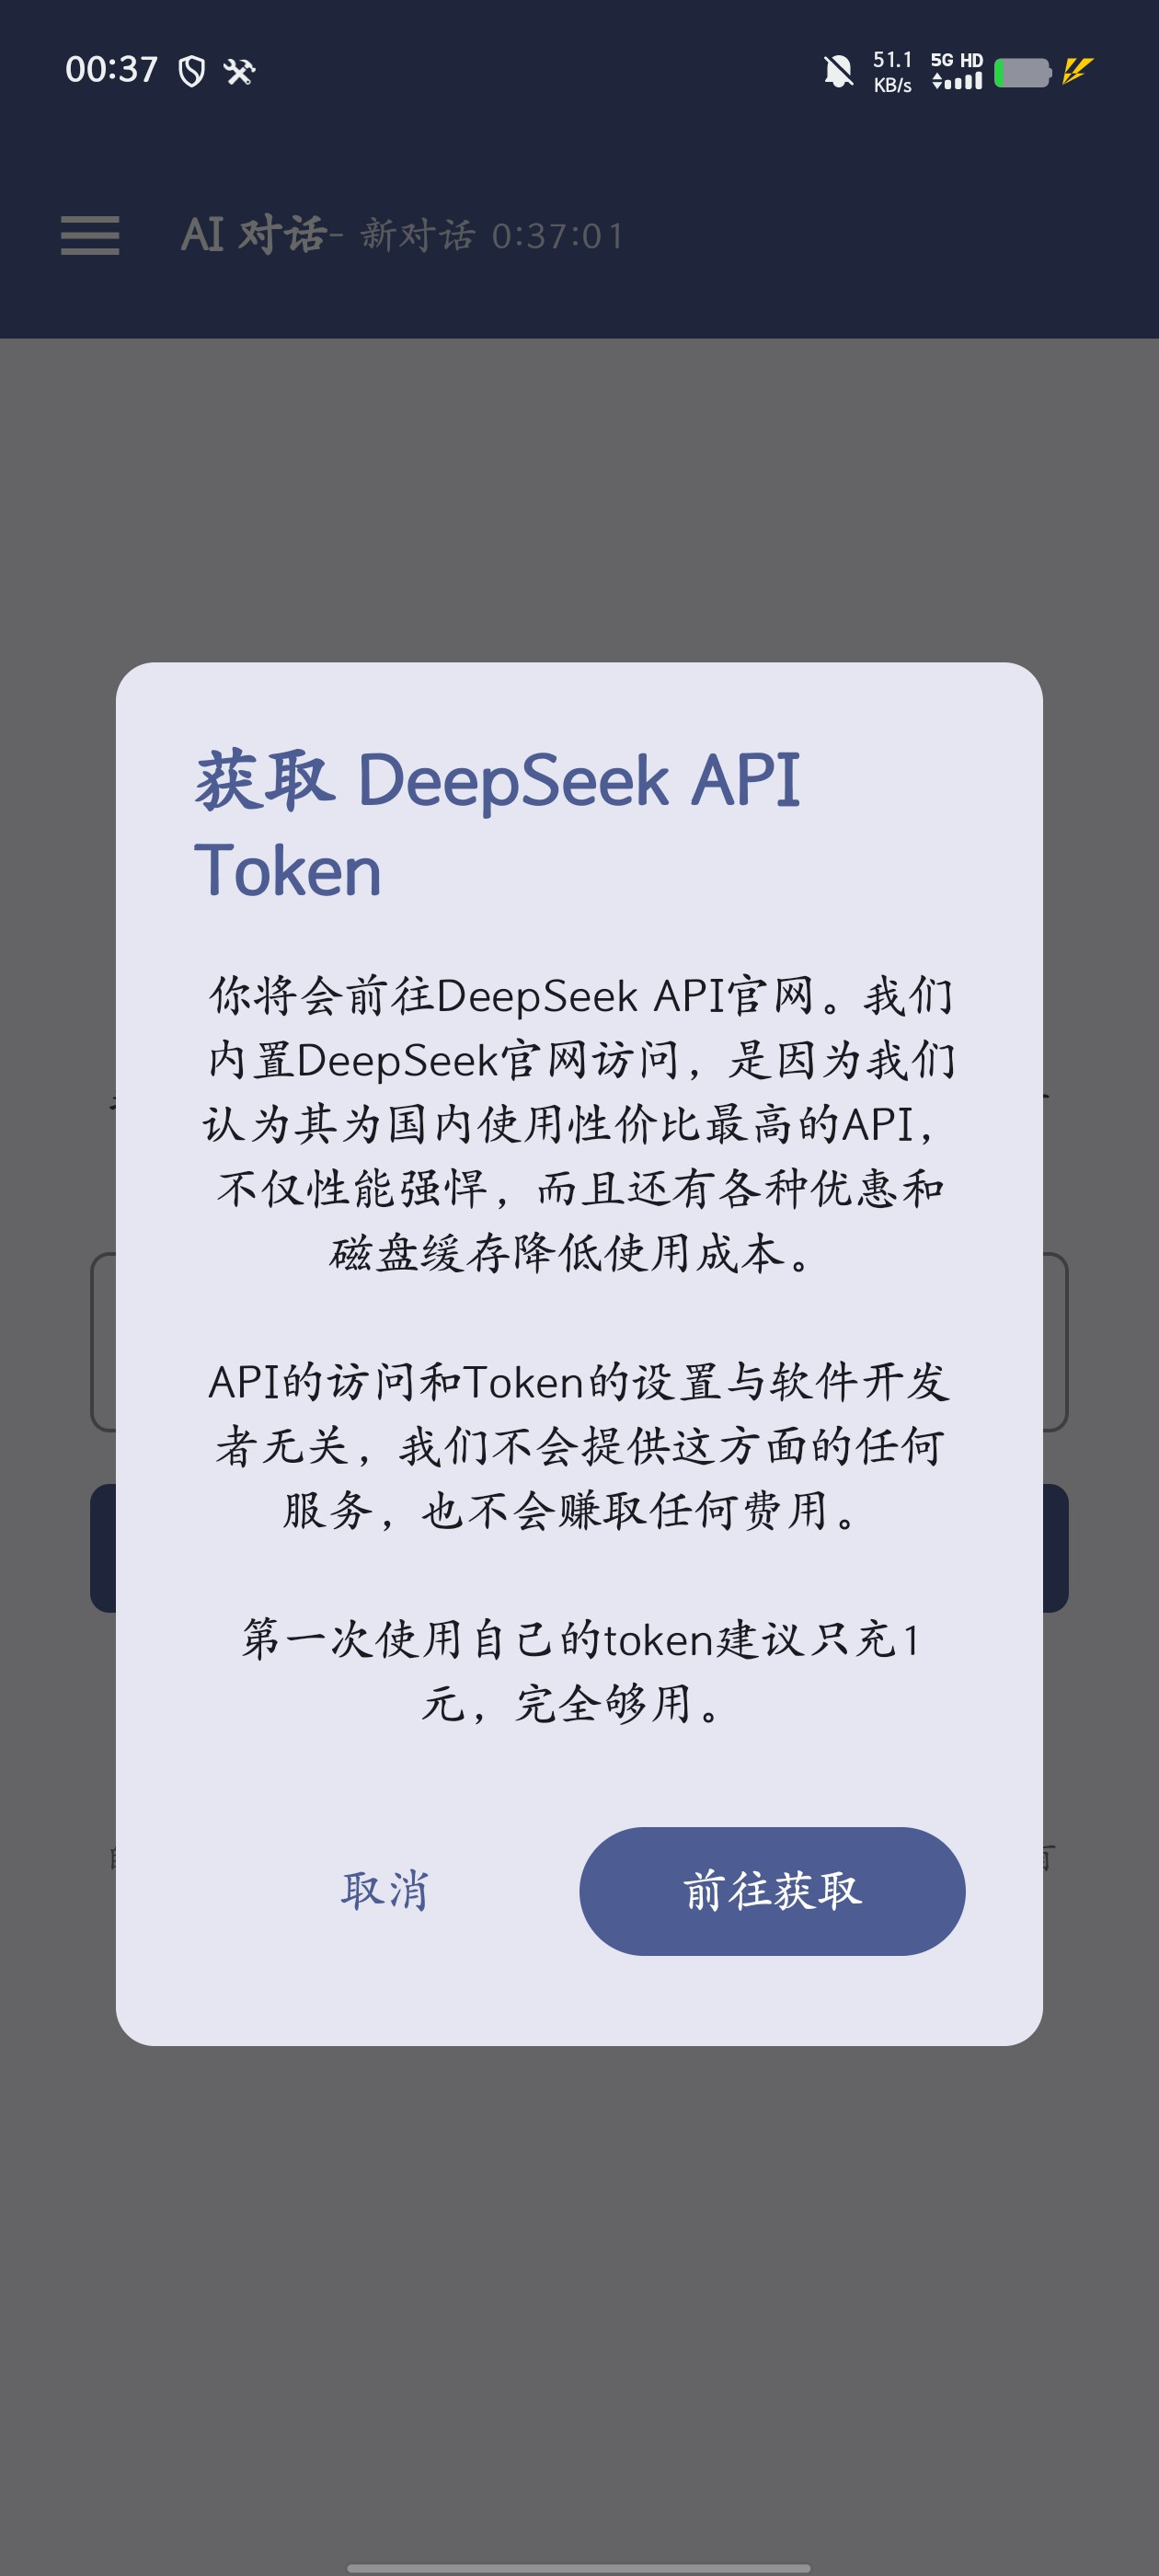 00:37
51.1
KB/s
5G HD
AI 对话- 新对话 0:37:01
获取 DeepSeek API
Token
你将会前往DeepSeek API官网。我们
内置DeepSeek官网访问，是因为我们
认为其为国内使用性价比最高的API，
不仅性能强悍，而且还有各种优惠和
磁盘缓存降低使用成本。
API的访问和Token的设置与软件开发
者无关，我们不会提供这方面的任何
服务，也不会赚取任何费用。
第一次使用自己的token建议只充1
元，完全够用。
取消
前往获取